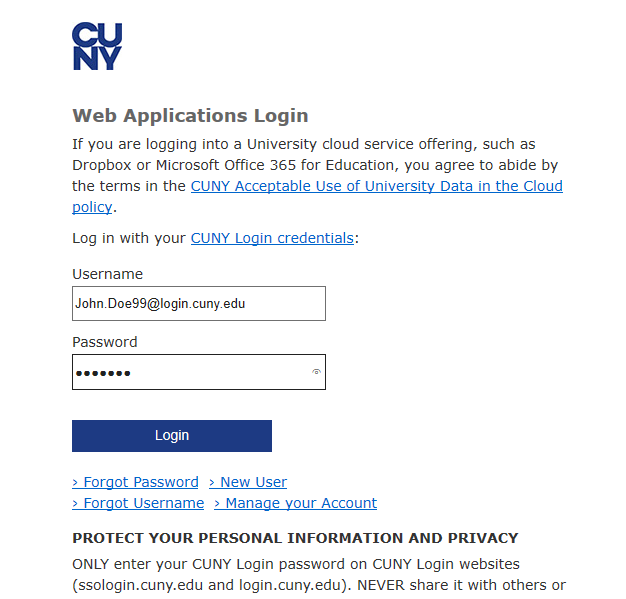 CU
NY
Web Applications Login
If you are logging into a University cloud service offering, such as
Dropbox or Microsoft Office 365 for Education, you agree to abide by
the terms in the CUNY Acceptable Use of University Data in the Cloud
policy.
Log in with your CUNY Login credentials:
Username
John.Doe99@login.cuny.edu
Password
•••••••
Login
› Forgot Password › New User
› Forgot Username › Manage your Account
PROTECT YOUR PERSONAL INFORMATION AND PRIVACY
ONLY enter your CUNY Login password on CUNY Login websites
(ssologin.cuny.edu and login.cuny.edu). NEVER share it with others or